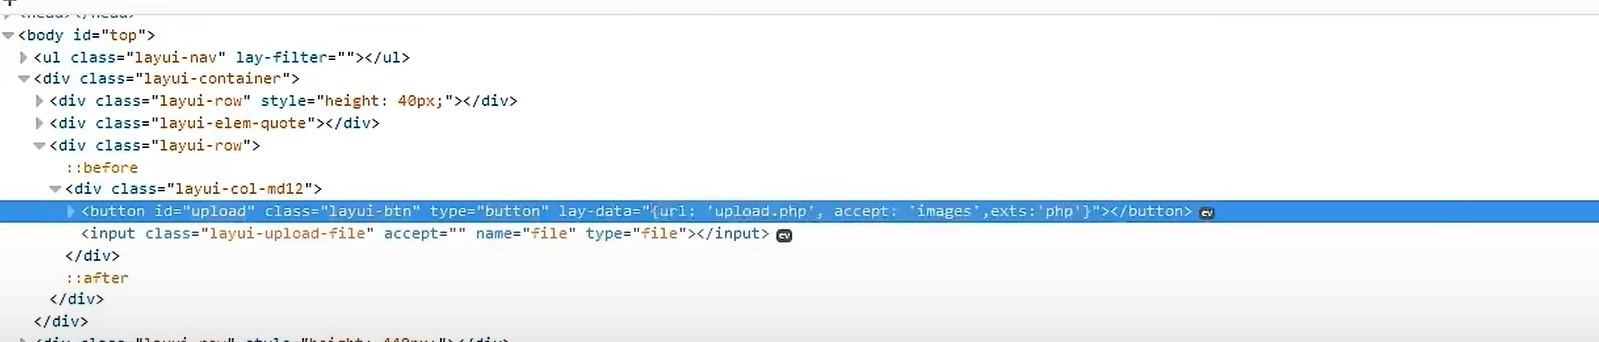 <body id="top">
<ul class="layui-nav" lay-filter=""></ul>
<div class="layui-container">
<div class="layui-row" style="height: 40px;"></div>
<div class="layui-elem-quote"></div>
<div class="layui-row">
::before
<div class="layui-col-md12">
<button id="upload" class="layui-btn" type="button" lay-data="{url: 'upload.php', accept: 'images',exts:'php'}"></button> ev
<input class="layui-upload-file" accept="" name="file" type="file"></input> ev
</div>
::after
</div>
</div>